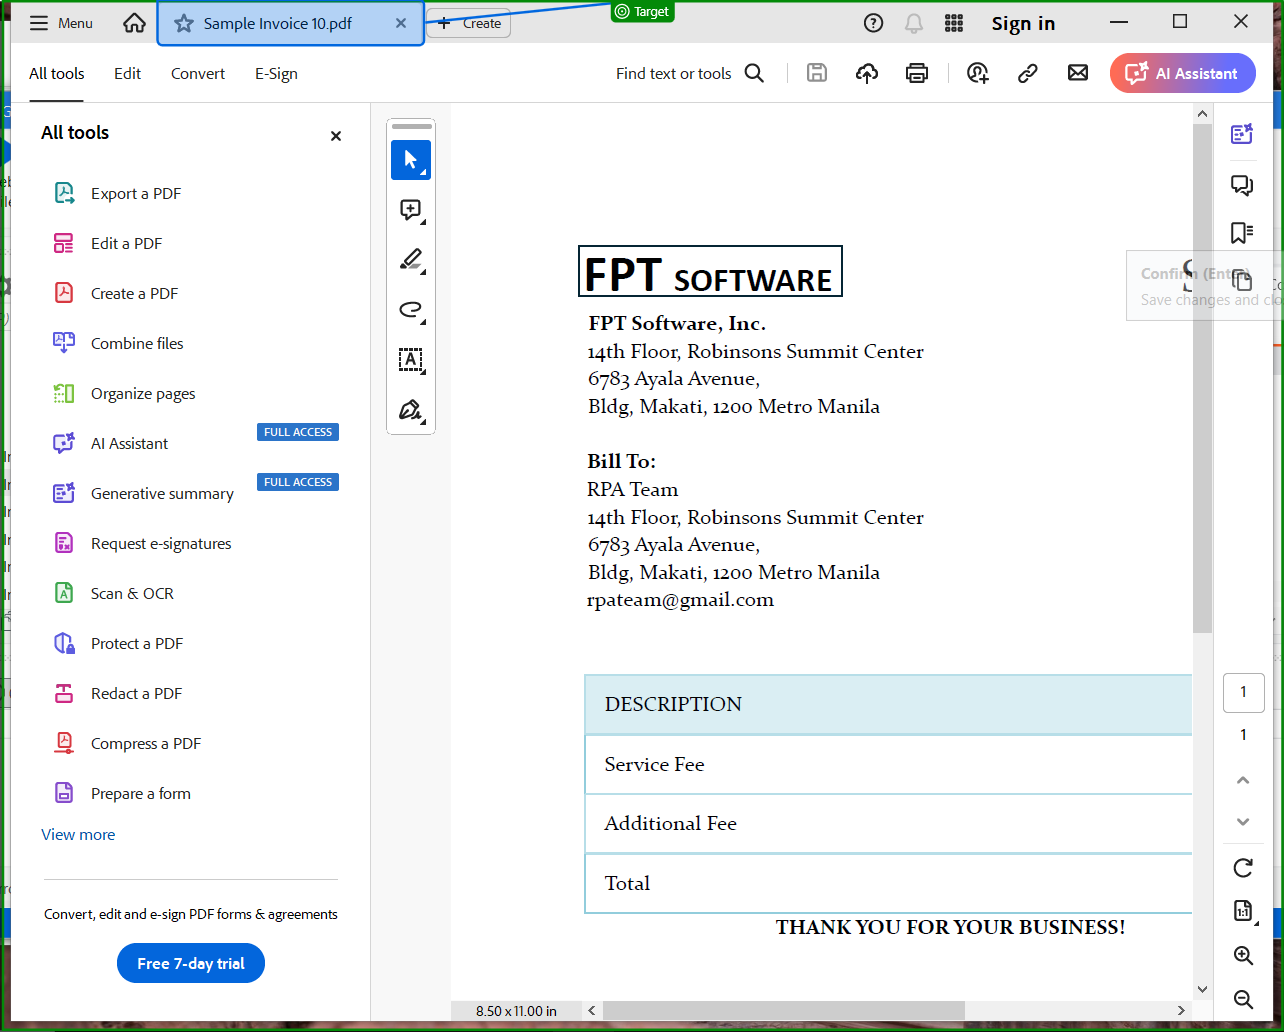 Target
Menu
Sample Invoice 10.pdf
Create
Sign in
All tools
Edit
Convert
E-Sign
Find text or tools
AI Assistant
All tools
Export a PDF
Edit a PDF
Create a PDF
Combine files
Organize pages
AI Assistant
FULL ACCESS
Generative summary
FULL ACCESS
Request e-signatures
Scan & OCR
Protect a PDF
Redact a PDF
Compress a PDF
Prepare a form
View more
Convert, edit and e-sign PDF forms & agreements
Free 7-day trial
FPT SOFTWARE
FPT Software, Inc.
14th Floor, Robinsons Summit Center
6783 Ayala Avenue,
Bldg, Makati, 1200 Metro Manila
Bill To:
RPA Team
14th Floor, Robinsons Summit Center
6783 Ayala Avenue,
Bldg, Makati, 1200 Metro Manila
rpateam@gmail.com
DESCRIPTION
Service Fee
Additional Fee
Total
THANK YOU FOR YOUR BUSINESS!
8.50 x 11.00 in
Confirm (Enter)
Save changes and clo
1
1
1:1